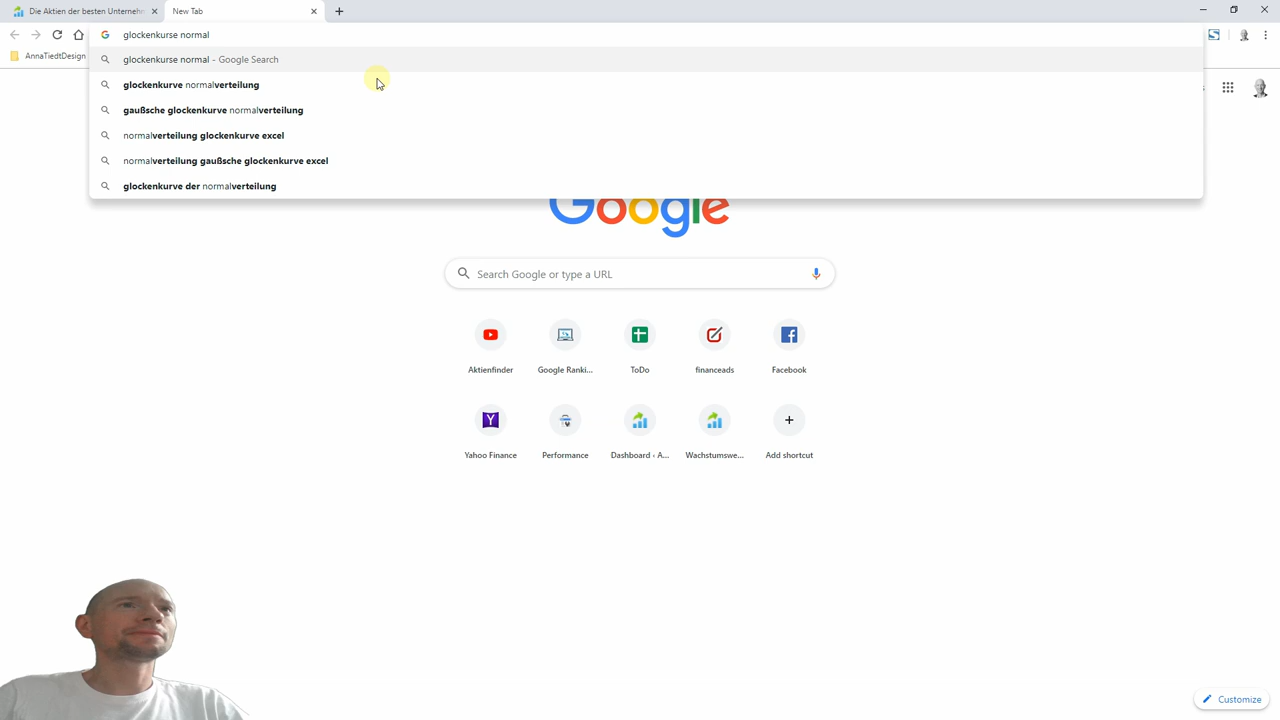 Die Aktien der besten Unternehm
New Tab
glockenkurse normal
AnnaTiedtDesign
glockenkurse normal - Google Search
glockenkurve normalverteilung
gaußsche glockenkurve normalverteilung
normalverteilung glockenkurve excel
normalverteilung gaußsche glockenkurve excel
glockenkurve der normalverteilung
Google
Search Google or type a URL
Aktienfinder
Google Ranki...
ToDo
financeads
Facebook
Yahoo Finance
Performance
Dashboard ‹ A...
Wachstumswe...
Add shortcut
Customize